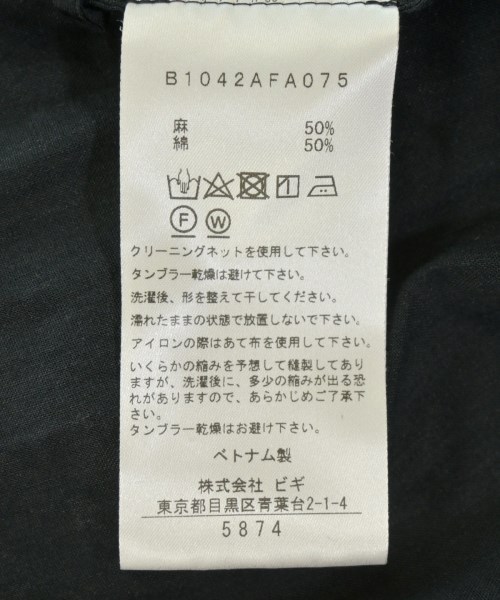 B1042AFA075
麻 50%
綿 50%
F W
クリーニングネットを使用して下さい。
タンブラー乾燥は避けて下さい。
洗濯後、形を整えて干してください。
濡れたままの状態で放置しないで下さい。
アイロンの際はあて布を使用して下さい。
いくらかの縮みを予想して縫製してあり
ますが、洗濯後に、多少の縮みが出る恐
れがありますので、あらかじめご了承
下さい。
タンブラー乾燥はお避け下さい。
ベトナム製
株式会社 ビギ
東京都目黒区青葉台2-1-4
5874